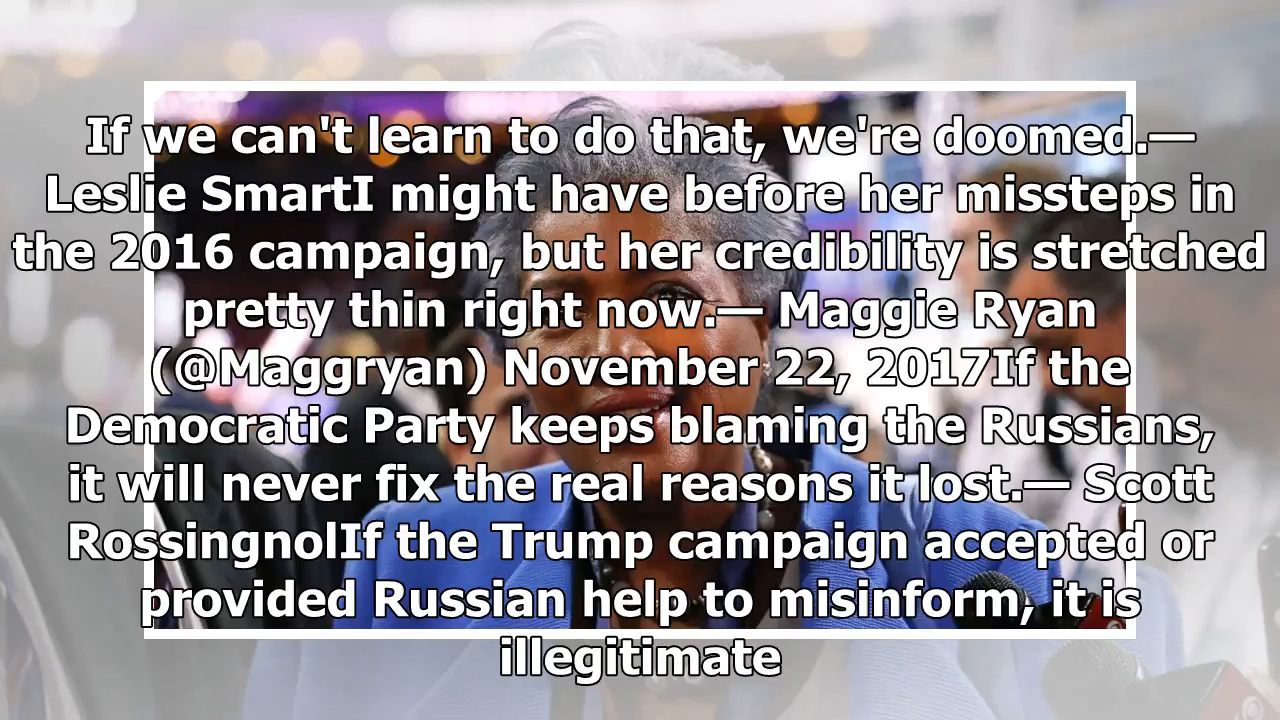 If we can't learn to do that, we're doomed.—
Leslie SmartI might have before her missteps in
the 2016 campaign, but her credibility is stretched
pretty thin right now.— Maggie Ryan
(@Maggryan) November 22, 2017If the
Democratic Party keeps blaming the Russians,
it will never fix the real reasons it lost.— Scott
RossingnolIf the Trump campaign accepted or
provided Russian help to misinform, it is
illegitimate